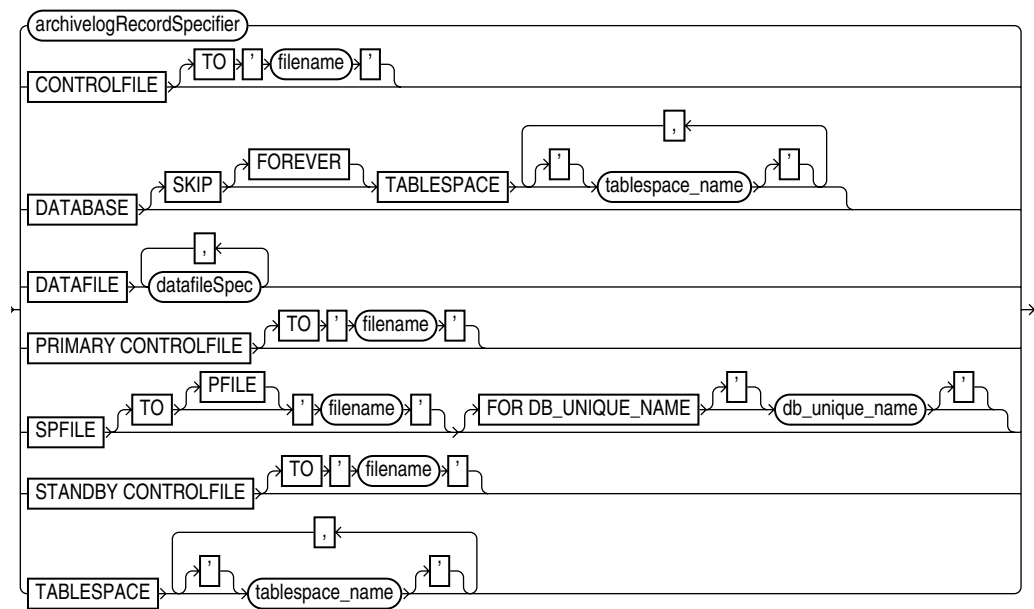 archivelogRecordSpecifier
TO ' filename '
CONTROLFILE
,
FOREVER ' '
SKIP TABLESPACE tablespace_name
DATABASE
,
DATAFILE datafileSpec
TO ' filename '
PRIMARY CONTROLFILE
PFILE ' '
TO ' filename ' FOR DB_UNIQUE_NAME db_unique_name
SPFILE
TO ' filename '
STANDBY CONTROLFILE
,
' '
TABLESPACE tablespace_name